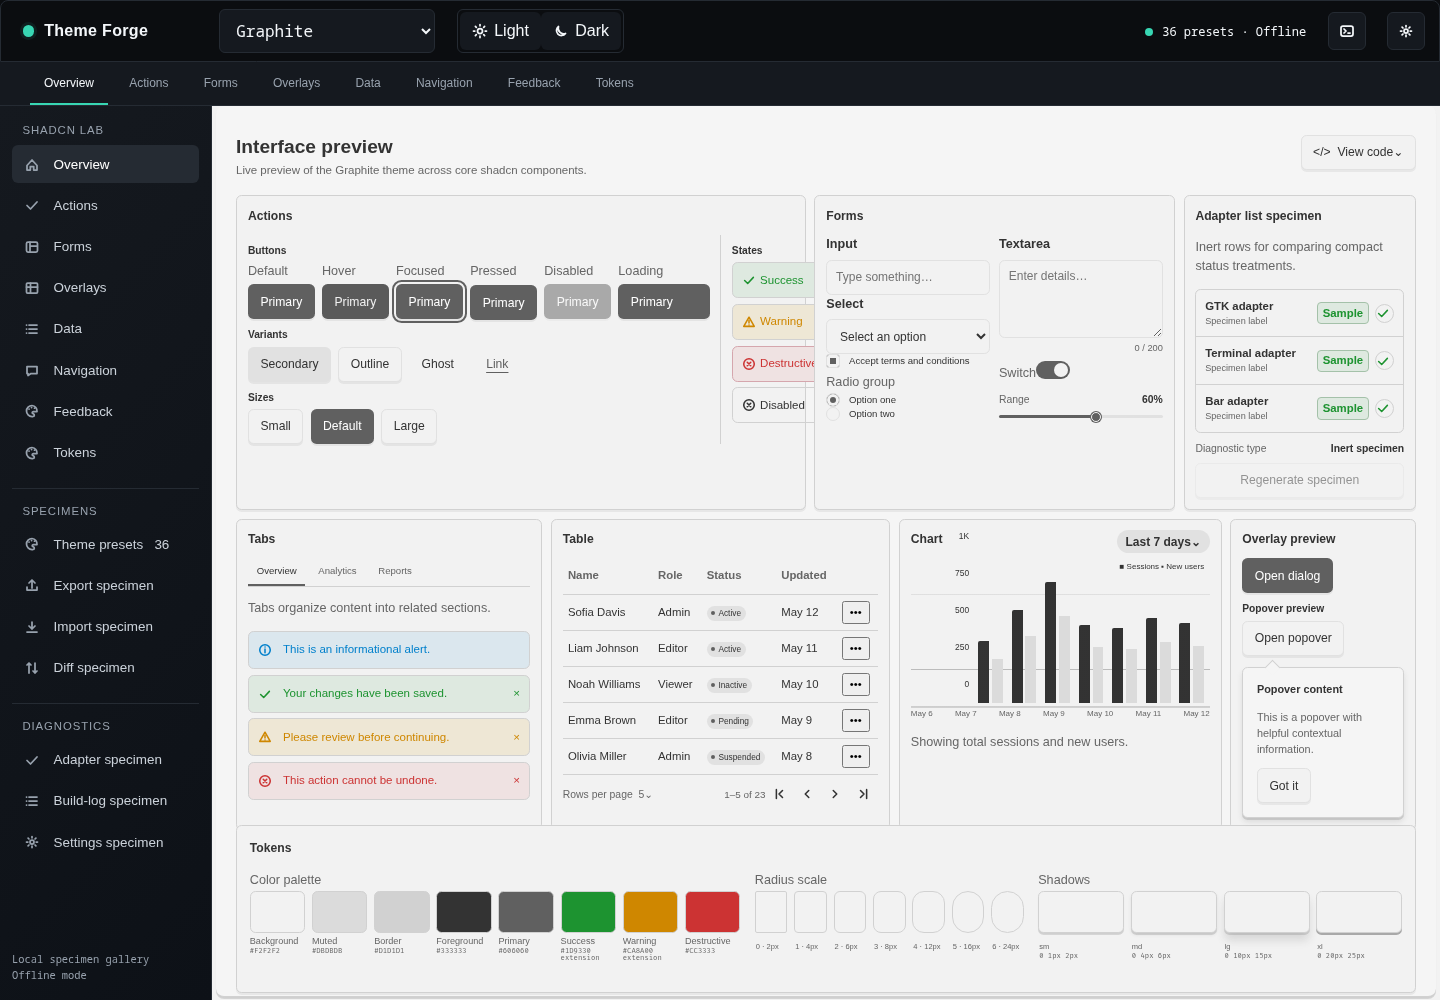 Theme Forge
Graphite
Light
Dark
36 presets · Offline
Overview
Actions
Forms
Overlays
Data
Navigation
Feedback
Tokens
SHADCN LAB
Overview
Actions
Forms
Overlays
Data
Navigation
Feedback
Tokens
SPECIMENS
Theme presets 36
Export specimen
Import specimen
Diff specimen
DIAGNOSTICS
Adapter specimen
Build-log specimen
Settings specimen
Local specimen gallery
Offline mode
Interface preview
Live preview of the Graphite theme across core shadcn components.
</> View code
Actions
Buttons
Default Hover Focused Pressed Disabled Loading
Primary Primary Primary Primary Primary Primary
Variants
Secondary Outline Ghost Link
Sizes
Small Default Large
States
Success
Warning
Destructive
Disabled
Forms
Input
Type something…
Select
Select an option
Accept terms and conditions
Radio group
Option one
Option two
Textarea
Enter details…
0 / 200
Switch
Range 60%
Adapter list specimen
Inert rows for comparing compact
status treatments.
GTK adapter
Specimen label
Sample
Terminal adapter
Specimen label
Sample
Bar adapter
Specimen label
Sample
Diagnostic type Inert specimen
Regenerate specimen
Tabs
Overview Analytics Reports
Tabs organize content into related sections.
This is an informational alert.
Your changes have been saved. ×
Please review before continuing. ×
This action cannot be undone. ×
Table
Name Role Status Updated
Sofia Davis Admin Active May 12 •••
Liam Johnson Editor Active May 11 •••
Noah Williams Viewer Inactive May 10 •••
Emma Brown Editor Pending May 9 •••
Olivia Miller Admin Suspended May 8 •••
Rows per page 5 1–5 of 23
Chart
Last 7 days
■ Sessions • New users
1K
750
500
250
0
May 6 May 7 May 8 May 9 May 10 May 11 May 12
Showing total sessions and new users.
Overlay preview
Open dialog
Popover preview
Open popover
Popover content
This is a popover with
helpful contextual
information.
Got it
Tokens
Color palette
Background Muted Border Foreground Primary Success Warning Destructive
#F2F2F2 #DBDBDB #D1D1D1 #333333 #606060 #1D9330 #CA8A00 #CC3333
extension extension
Radius scale
0 · 2px 1 · 4px 2 · 6px 3 · 8px 4 · 12px 5 · 16px 6 · 24px
Shadows
sm md lg xl
0 1px 2px 0 4px 6px 0 10px 15px 0 20px 25px